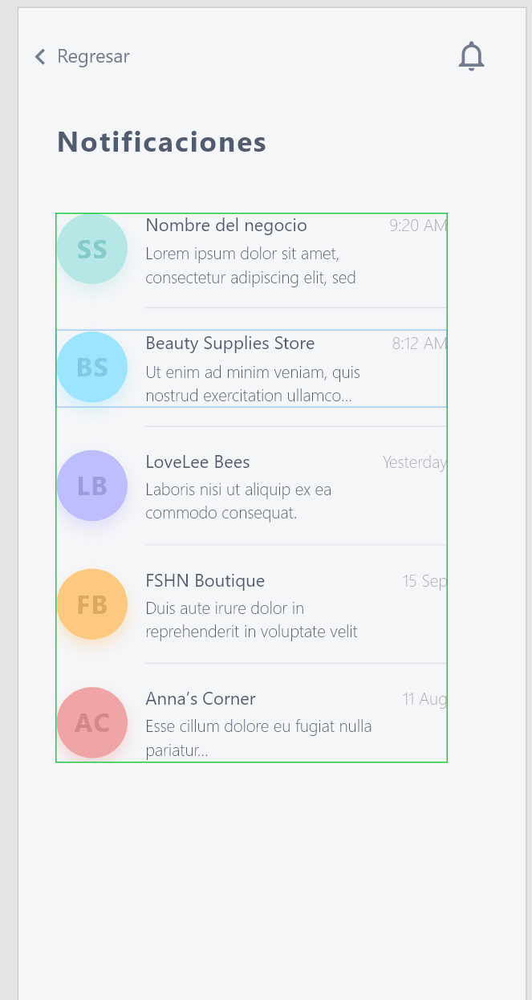 Regresar
Notificaciones
SS
Nombre del negocio
9:20 AM
Lorem ipsum dolor sit amet,
consectetur adipiscing elit, sed
BS
Beauty Supplies Store
8:12 AM
Ut enim ad minim veniam, quis
nostrud exercitation ullamco...
LB
LoveLee Bees
Yesterday
Laboris nisi ut aliquip ex ea
commodo consequat.
FB
FSHN Boutique
15 Sep
Duis aute irure dolor in
reprehenderit in voluptate velit
AC
Anna’s Corner
11 Aug
Esse cillum dolore eu fugiat nulla
pariatur...